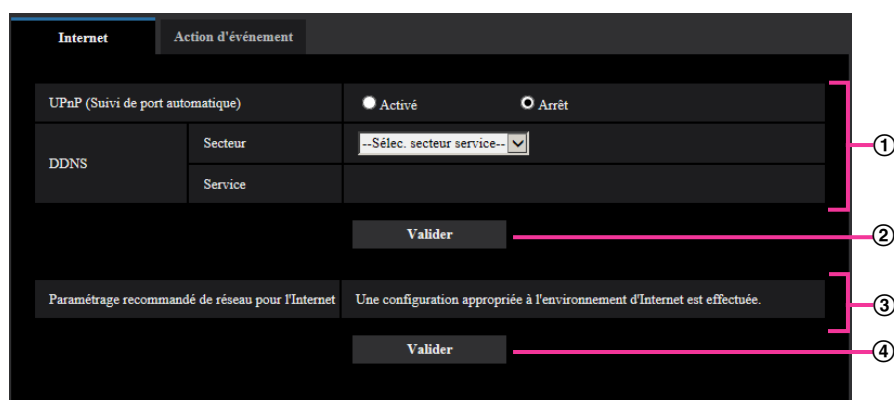 Internet
Action d'événement
UPnP (Suivi de port automatique)
Activé
Arrêt
DDNS
Secteur
--Sélec. secteur service--
Service
①
Valider
②
Paramétrage recommandé de réseau pour l'Internet
Une configuration appropriée à l'environnement d'Internet est effectuée.
③
Valider
④